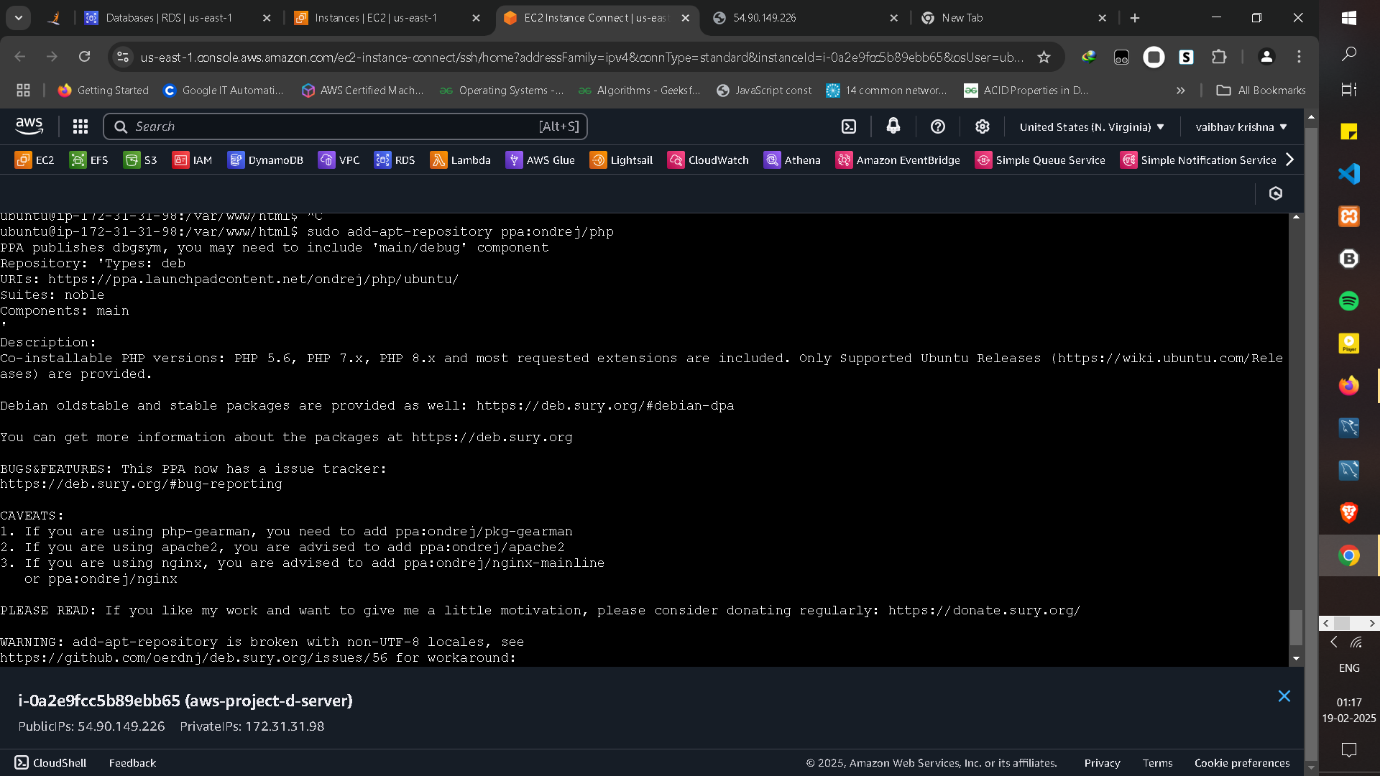 Databases | RDS | us-east-1
Instances | EC2 | us-east-1
EC2 Instance Connect | us-eas
54.90.149.226
New Tab
us-east-1.console.aws.amazon.com/ec2-instance-connect/ssh/home?addressFamily=ipv4&connType=standard&instanceId=i-0a2e9fcc5b89ebb65&osUser=ub...
Getting Started
Google IT Automati...
AWS Certified Mach...
Operating Systems -...
Algorithms - Geeksf...
JavaScript const
14 common networ...
ACID Properties in D...
»
All Bookmarks
aws
Search
[Alt+S]
United States (N. Virginia)
vaibhav krishna
EC2
EFS
S3
IAM
DynamoDB
VPC
RDS
Lambda
AWS Glue
Lightsail
CloudWatch
Athena
Amazon EventBridge
Simple Queue Service
Simple Notification Service
ubuntu@ip-172-31-31-98:/var/www/html$ ^C
ubuntu@ip-172-31-31-98:/var/www/html$ sudo add-apt-repository ppa:ondrej/php
PPA publishes dbgsym, you may need to include 'main/debug' component
Repository: 'Types: deb
URIs: https://ppa.launchpadcontent.net/ondrej/php/ubuntu/
Suites: noble
Components: main
'
Description:
Co-installable PHP versions: PHP 5.6, PHP 7.x, PHP 8.x and most requested extensions are included. Only Supported Ubuntu Releases (https://wiki.ubuntu.com/Rele
ases) are provided.
Debian oldstable and stable packages are provided as well: https://deb.sury.org/#debian-dpa
You can get more information about the packages at https://deb.sury.org
BUGS&FEATURES: This PPA now has a issue tracker:
https://deb.sury.org/#bug-reporting
CAVEATS:
1. If you are using php-gearman, you need to add ppa:ondrej/pkg-gearman
2. If you are using apache2, you are advised to add ppa:ondrej/apache2
3. If you are using nginx, you are advised to add ppa:ondrej/nginx-mainline
or ppa:ondrej/nginx
PLEASE READ: If you like my work and want to give me a little motivation, please consider donating regularly: https://donate.sury.org/
WARNING: add-apt-repository is broken with non-UTF-8 locales, see
https://github.com/oerdnj/deb.sury.org/issues/56 for workaround:
i-0a2e9fcc5b89ebb65 (aws-project-d-server)
PublicIPs: 54.90.149.226 PrivateIPs: 172.31.31.98
CloudShell
Feedback
© 2025, Amazon Web Services, Inc. or its affiliates.
Privacy
Terms
Cookie preferences
ENG
01:17
19-02-2025